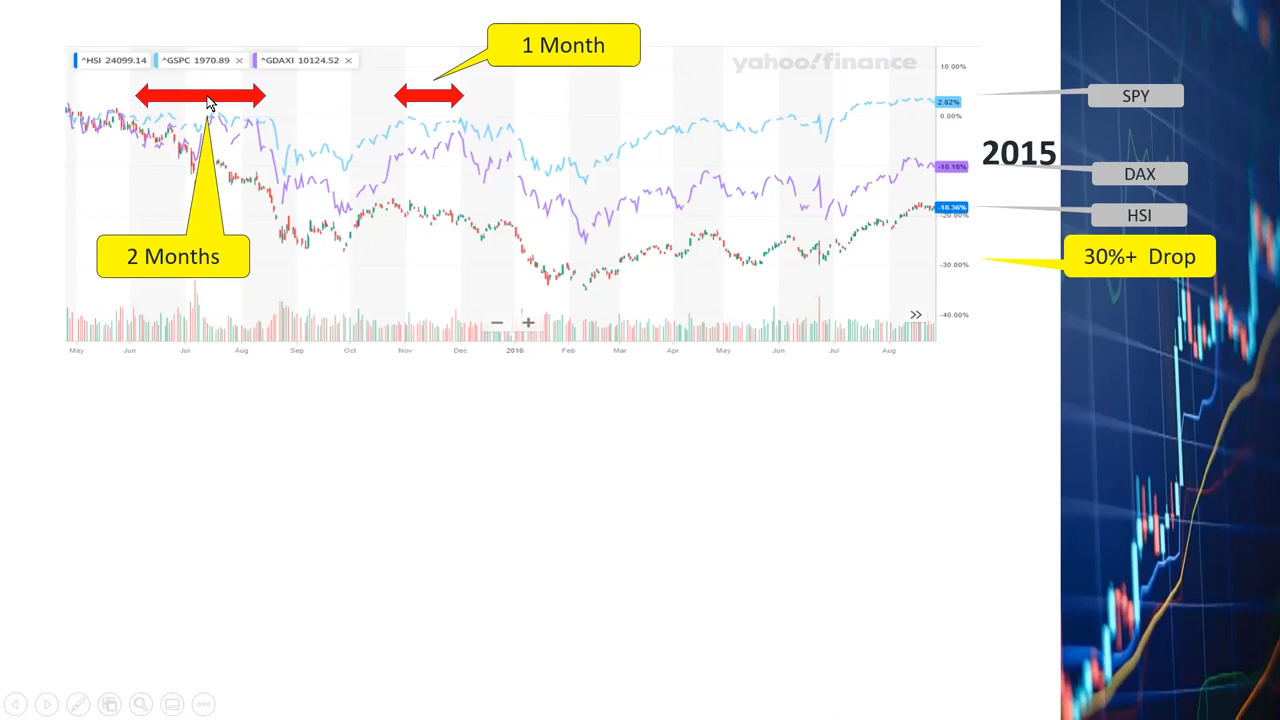 1 Month
^HSI 24099.14
^GSPC 1970.89 ×
^GDAXI 10124.52 ×
yahoo!finance
10.00%
2.62%
0.00%
-10.18%
-18.36%
-20.00%
-30.00%
-40.00%
2015
SPY
DAX
HSI
2 Months
30%+ Drop
May Jun Jul Aug Sep Oct Nov Dec 2016 Feb Mar Apr May Jun Jul Aug